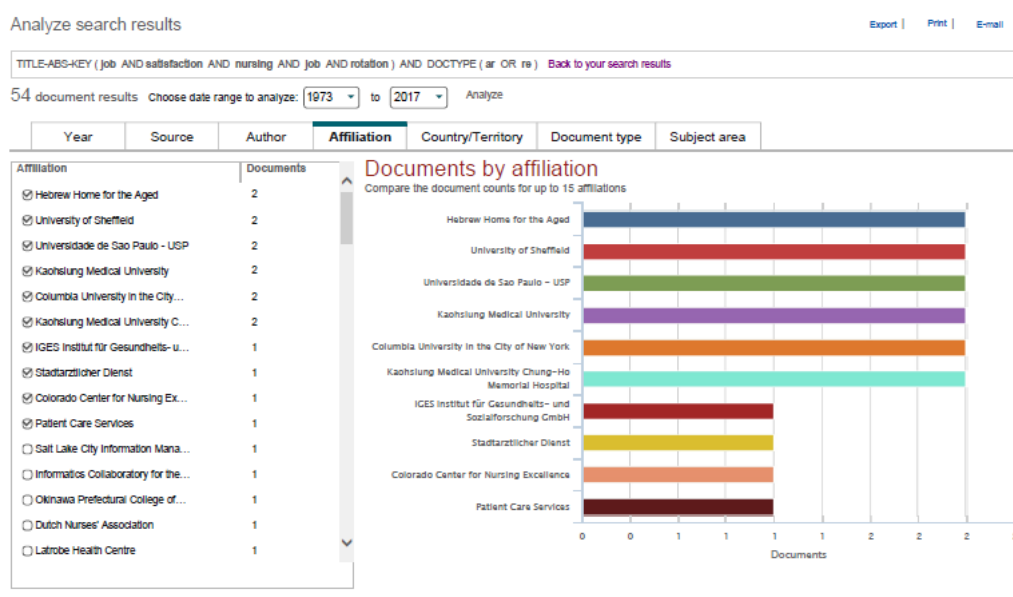 Analyze search results
Export | Print | E-mail
TITLE-ABS-KEY ( job AND satisfaction AND nursing AND job AND rotation ) AND DOCTYPE ( ar OR re ) Back to your search results
54 document results Choose date range to analyze: 1973 to 2017 Analyze
Year Source Author Affiliation Country/Territory Document type Subject area
Affiliation Documents
Hebrew Home for the Aged 2
University of Sheffield 2
Universidade de Sao Paulo - USP 2
Kaohsiung Medical University 2
Columbia University in the City... 2
Kaohsiung Medical University C... 2
IGES Institut für Gesundheits- u... 1
Stadtarztlicher Dienst 1
Colorado Center for Nursing Ex... 1
Patient Care Services 1
Salt Lake City Information Mana... 1
Informatics Collaboratory for the... 1
Okinawa Prefectural College of... 1
Dutch Nurses' Association 1
Latrobe Health Centre 1
Documents by affiliation
Compare the document counts for up to 15 affiliations
Hebrew Home for the Aged
University of Sheffield
Universidade de Sao Paulo - USP
Kaohsiung Medical University
Columbia University in the City of New York
Kaohsiung Medical University Chung-Ho
Memorial Hospital
IGES Institut für Gesundheits- und
Sozialforschung GmbH
Stadtarztlicher Dienst
Colorado Center for Nursing Excellence
Patient Care Services
0 0 1 1 1 1 2 2 2
Documents